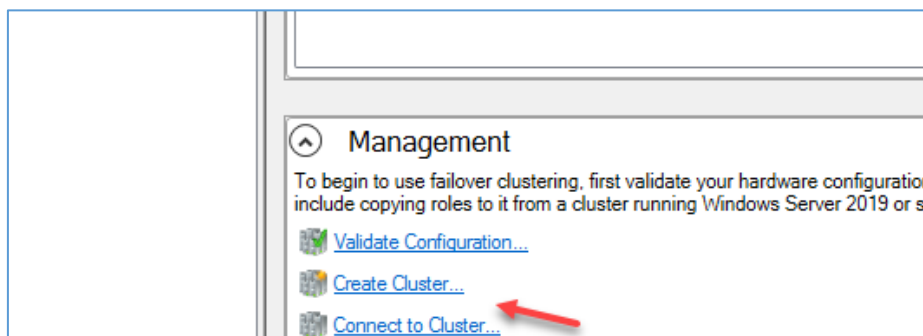 Management
To begin to use failover clustering, first validate your hardware configuration
include copying roles to it from a cluster running Windows Server 2019 or s
Validate Configuration...
Create Cluster...
Connect to Cluster...